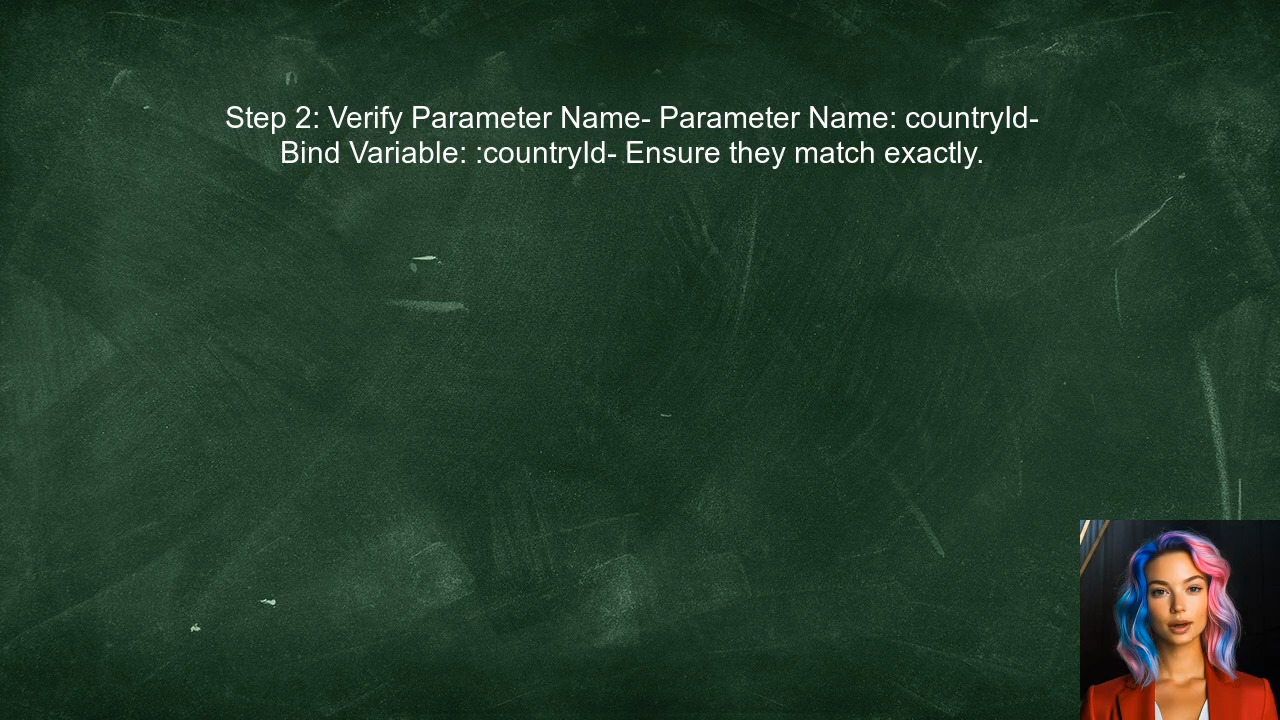 Step 2: Verify Parameter Name- Parameter Name: countryId-
Bind Variable: :countryId- Ensure they match exactly.